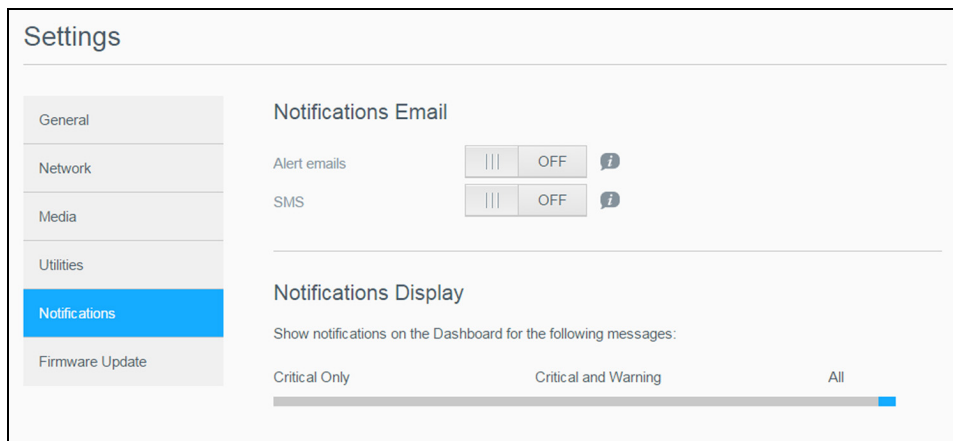 Settings
General
Network
Media
Utilities
Notifications
Firmware Update
Notifications Email
Alert emails OFF i
SMS OFF i
Notifications Display
Show notifications on the Dashboard for the following messages:
Critical Only Critical and Warning All